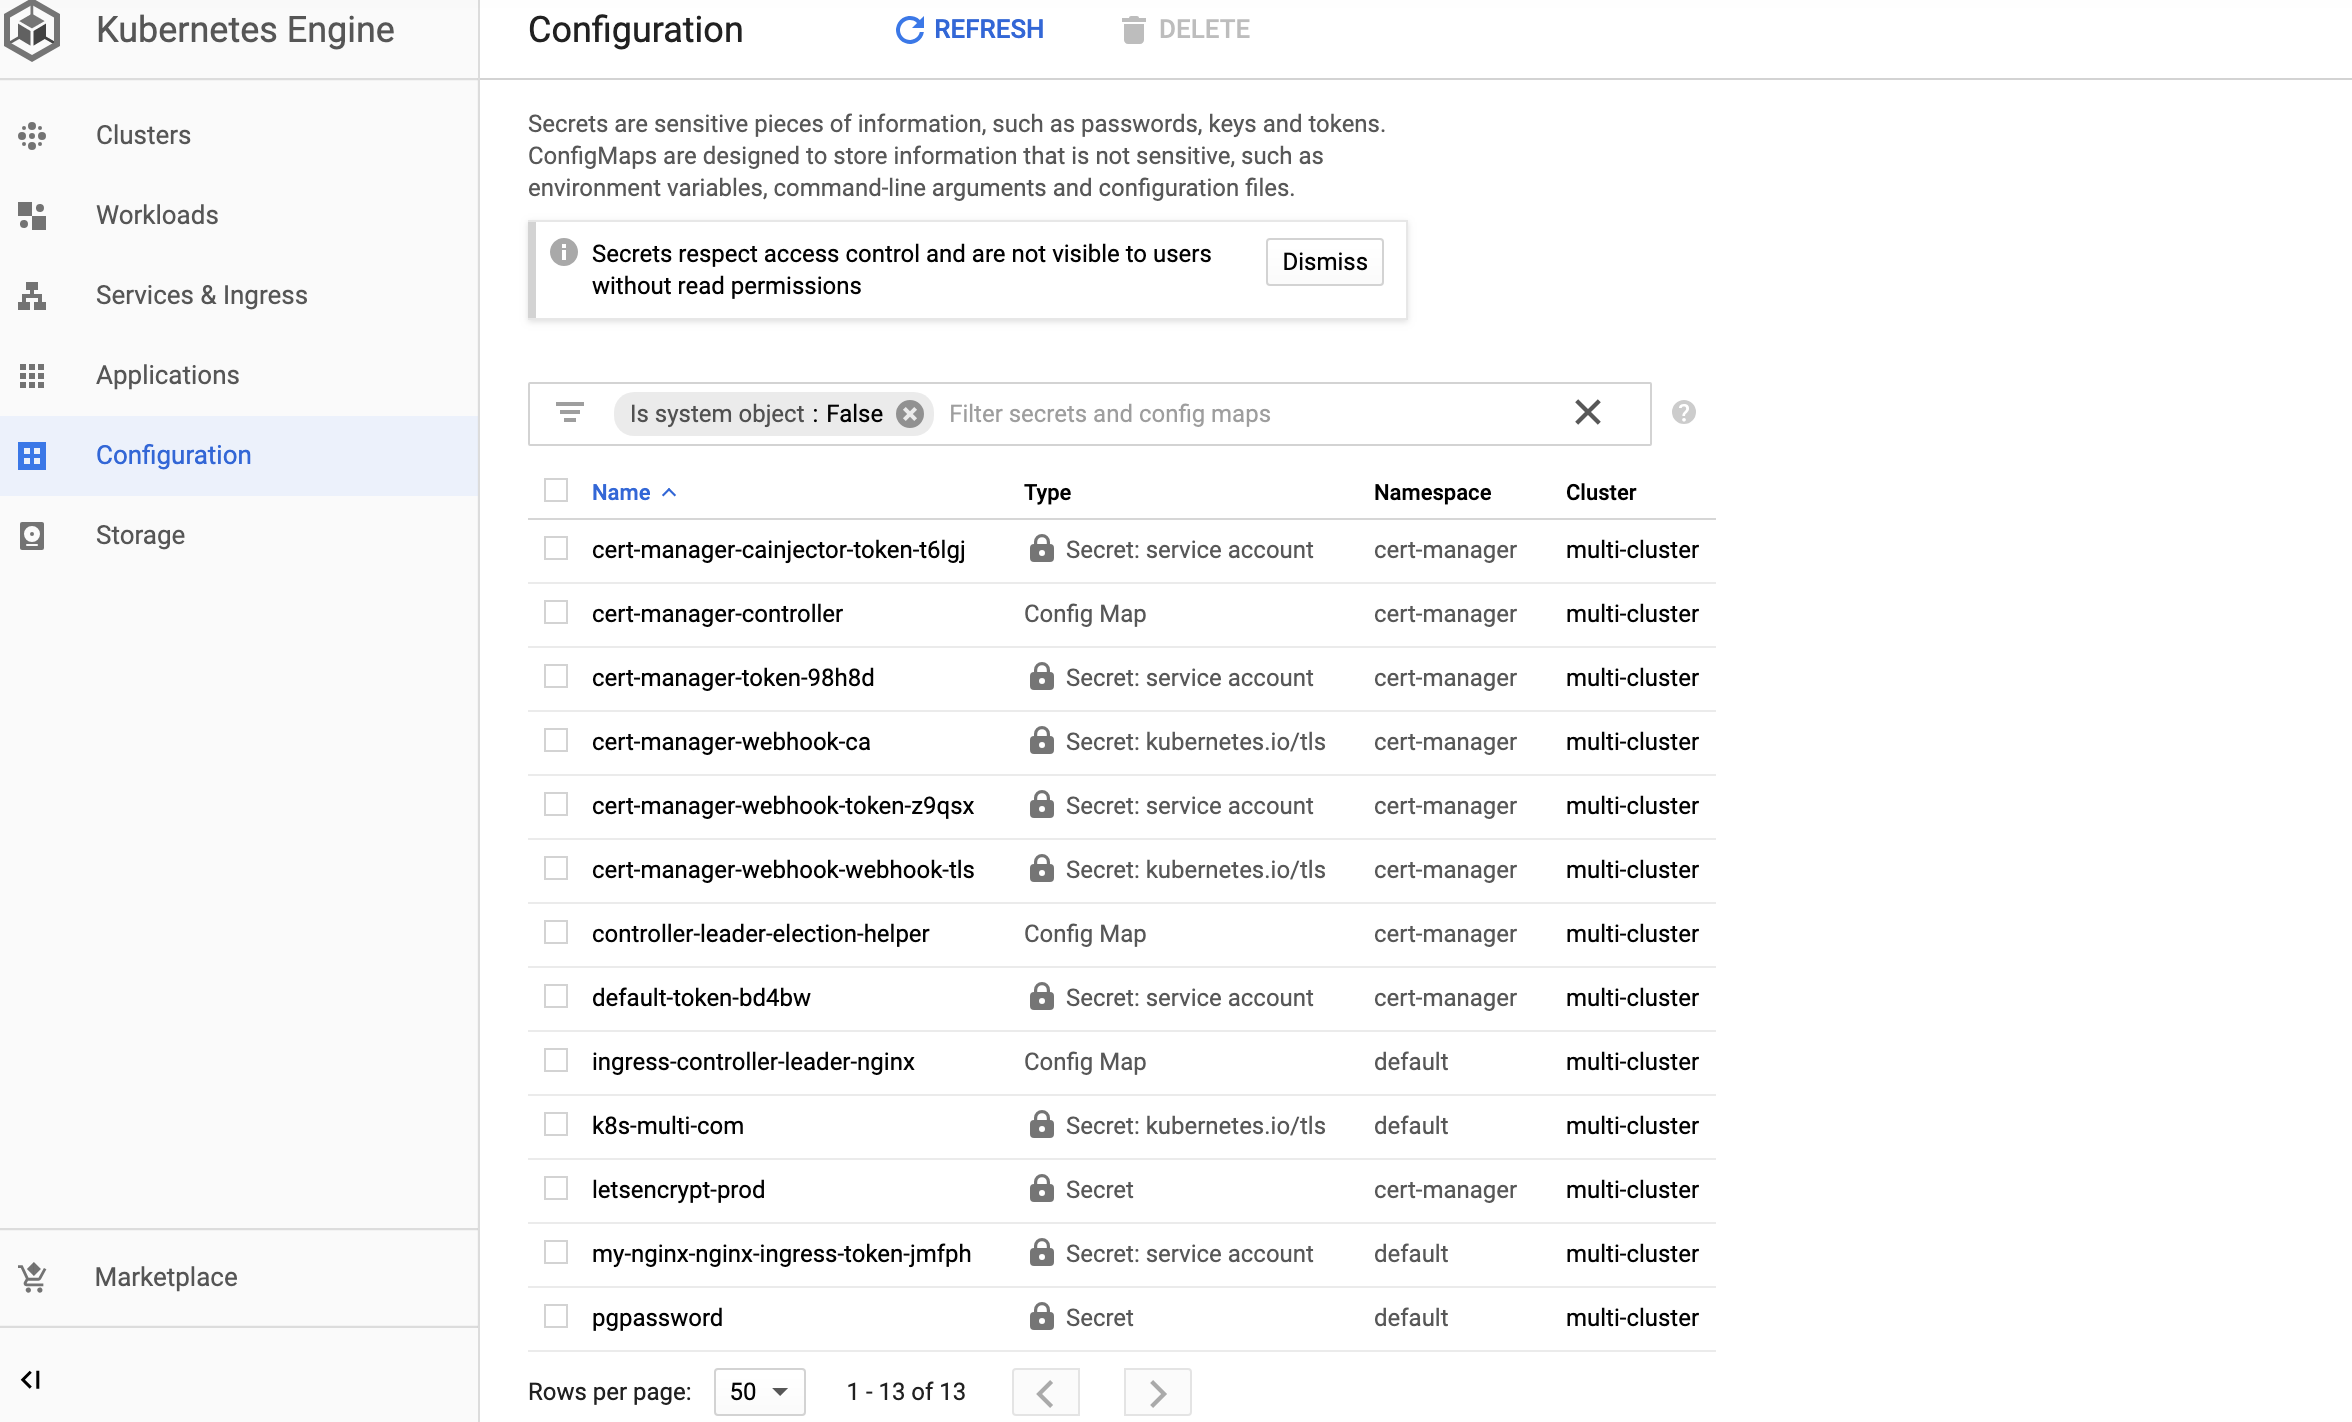 Kubernetes Engine
Configuration
REFRESH
DELETE
Clusters
Workloads
Services & Ingress
Applications
Configuration
Storage
Marketplace
Secrets are sensitive pieces of information, such as passwords, keys and tokens.
ConfigMaps are designed to store information that is not sensitive, such as
environment variables, command-line arguments and configuration files.
Secrets respect access control and are not visible to users
without read permissions
Dismiss
Is system object : False Filter secrets and config maps
Name Type Namespace Cluster
cert-manager-cainjector-token-t6lgj Secret: service account cert-manager multi-cluster
cert-manager-controller Config Map cert-manager multi-cluster
cert-manager-token-98h8d Secret: service account cert-manager multi-cluster
cert-manager-webhook-ca Secret: kubernetes.io/tls cert-manager multi-cluster
cert-manager-webhook-token-z9qsx Secret: service account cert-manager multi-cluster
cert-manager-webhook-webhook-tls Secret: kubernetes.io/tls cert-manager multi-cluster
controller-leader-election-helper Config Map cert-manager multi-cluster
default-token-bd4bw Secret: service account cert-manager multi-cluster
ingress-controller-leader-nginx Config Map default multi-cluster
k8s-multi-com Secret: kubernetes.io/tls default multi-cluster
letsencrypt-prod Secret cert-manager multi-cluster
my-nginx-nginx-ingress-token-jmfph Secret: service account default multi-cluster
pgpassword Secret default multi-cluster
Rows per page: 50 1 - 13 of 13